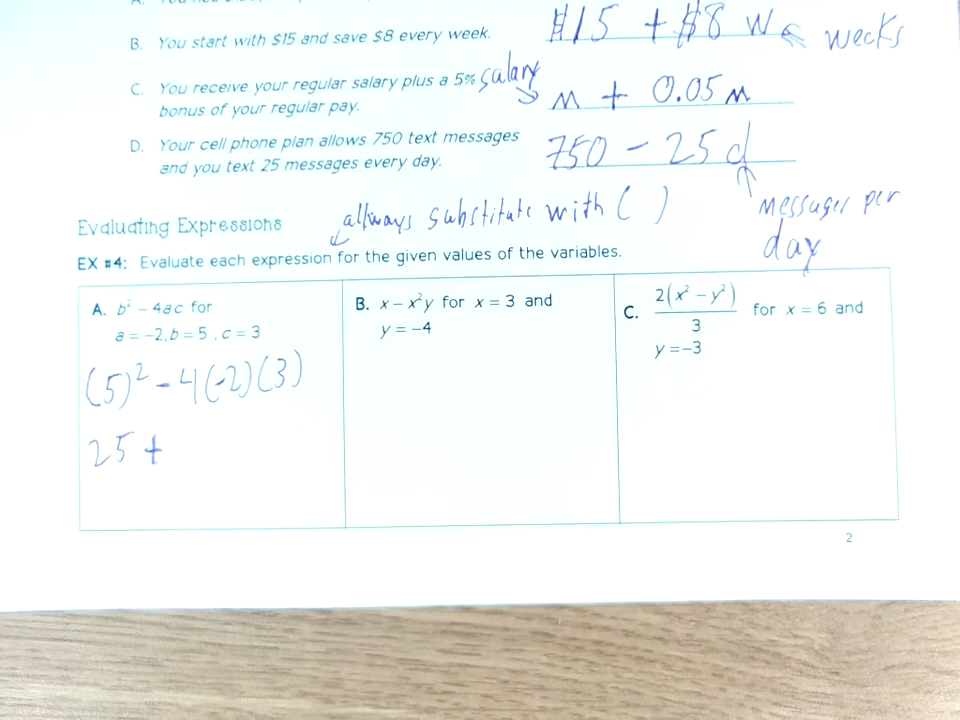 B. You start with $15 and save $8 every week.
$15 + $8 w ← weeks
C. You receive your regular salary plus a 5%
bonus of your regular pay.
salary
m + 0.05 m
D. Your cell phone plan allows 750 text messages
and you text 25 messages every day.
750 - 25 d
messages per
day
Evaluating Expressions
allways substitute with ( )
EX #4: Evaluate each expression for the given values of the variables.
A. b² - 4ac for
a = -2, b = 5, c = 3
(5)² - 4(-2)(3)
25 +
B. x - x²y for x = 3 and
y = -4
C. 2(x² - y²) / 3 for x = 6 and
y = -3
2